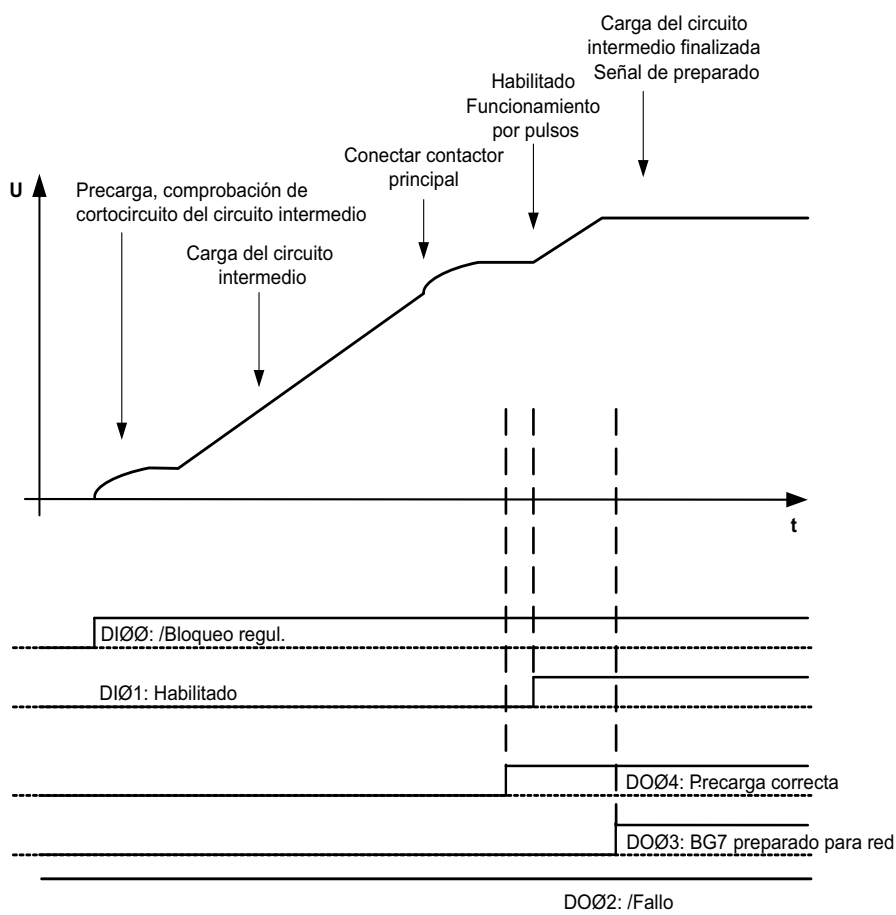 Carga del circuito
intermedio finalizada
Señal de preparado
Habilitado
Funcionamiento
por pulsos
Conectar contactor
principal
U
Precarga, comprobación de
cortocircuito del circuito intermedio
Carga del circuito
intermedio
t
DIØØ: /Bloqueo regul.
DIØ1: Habilitado
DOØ4: Precarga correcta
DOØ3: BG7 preparado para red
DOØ2: /Fallo